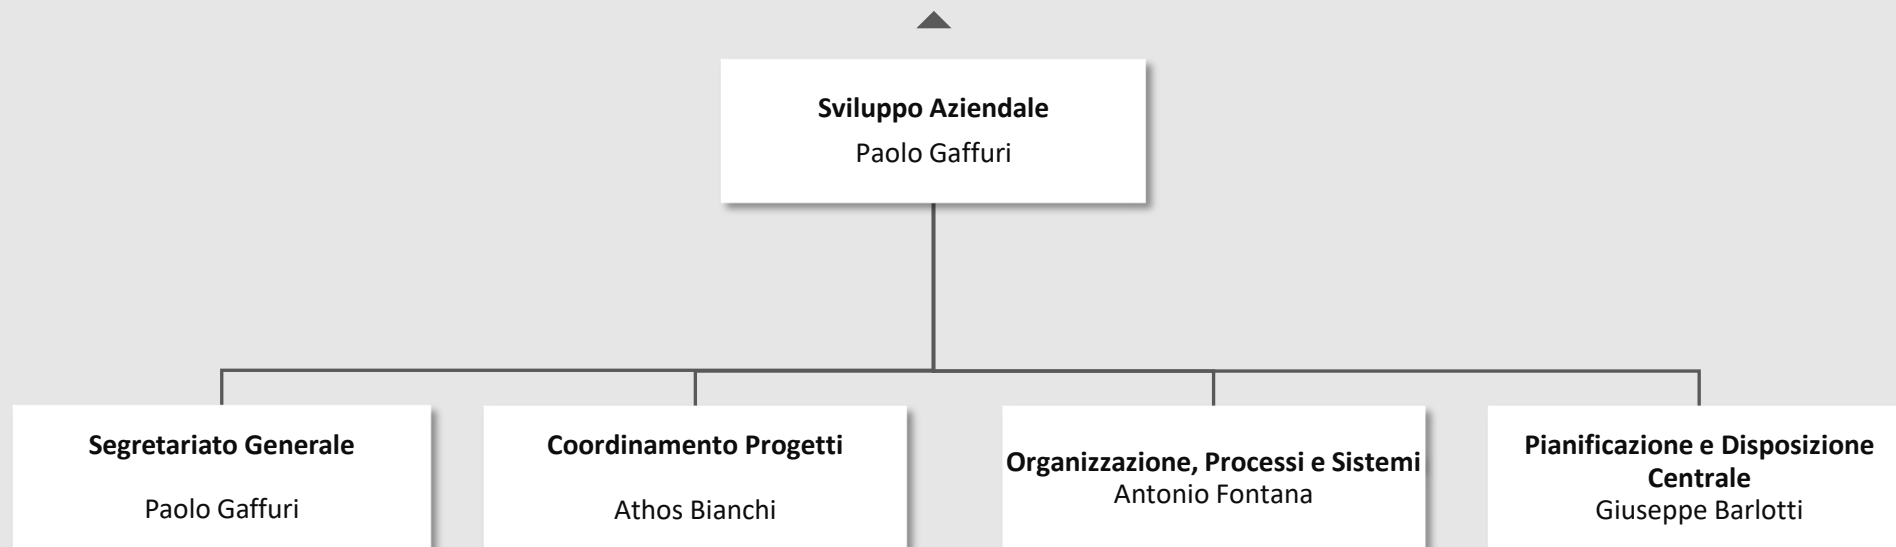 Sviluppo Aziendale
Paolo Gaffuri
Segretariato Generale
Paolo Gaffuri
Coordinamento Progetti
Athos Bianchi
Organizzazione, Processi e Sistemi
Antonio Fontana
Pianificazione e Disposizione
Centrale
Giuseppe Barlotti